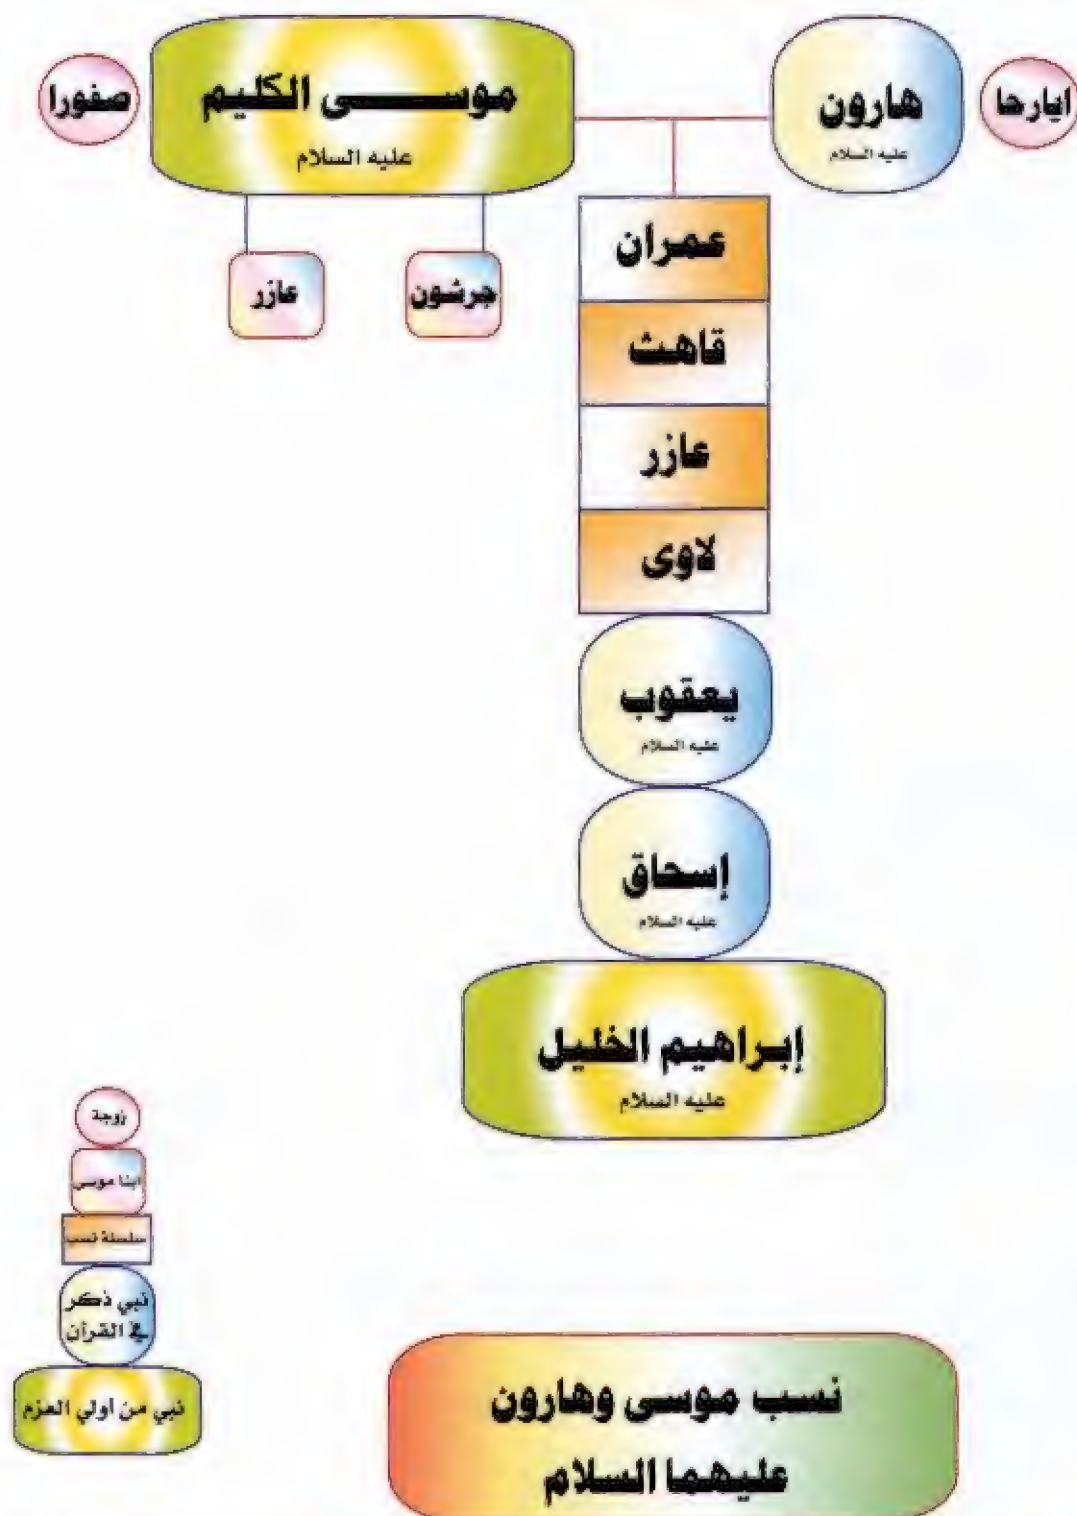 ايارحا
هارون
عليه السلام
موسى الكليم
عليه السلام
صفورا
جرشون
عازر
عمران
قاهث
عازر
لاوى
يعقوب
عليه السلام
إسحاق
عليه السلام
إبراهيم الخليل
عليه السلام
زوجة
ابنا موسى
سلسلة نسب
نبي ذكر
في القرآن
نبي من أولي العزم
نسب موسى وهارون
عليهما السلام